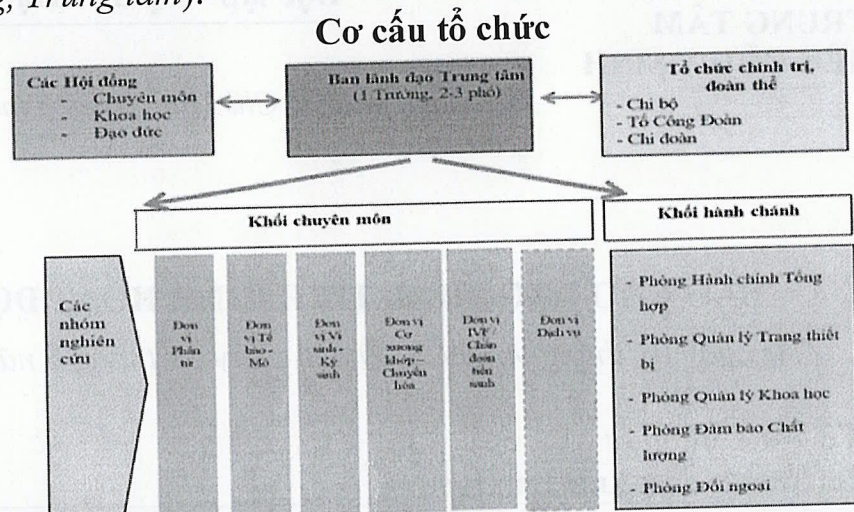 g, Trung tâm).
Cơ cấu tổ chức
Các Hội đồng
- Chuyên môn
- Khoa học
- Đạo đức
Ban lãnh đạo Trung tâm
(1 Trưởng, 2-3 phó)
Tổ chức chính trị,
đoàn thể
- Chi bộ
- Tổ Công Đoàn
- Chi đoàn
Khối chuyên môn
Khối hành chánh
Các
nhóm
nghiên
cứu
Đơn
vị
Phân
tử
Đơn
vị Tế
bào-
Mô
Đơn
vị Vi
sinh-
Ký
sinh
Đơn vị
Cơ
xương
khớp–
Chuyển
hóa
Đơn vị
IVF/
Chẩn
đoán
tiền
sanh
Đơn vị
Dịch vụ
- Phòng Hành chính Tổng
hợp
- Phòng Quản lý Trang thiết
bị
- Phòng Quản lý Khoa học
- Phòng Đảm bảo Chất
lượng
- Phòng Đối ngoại